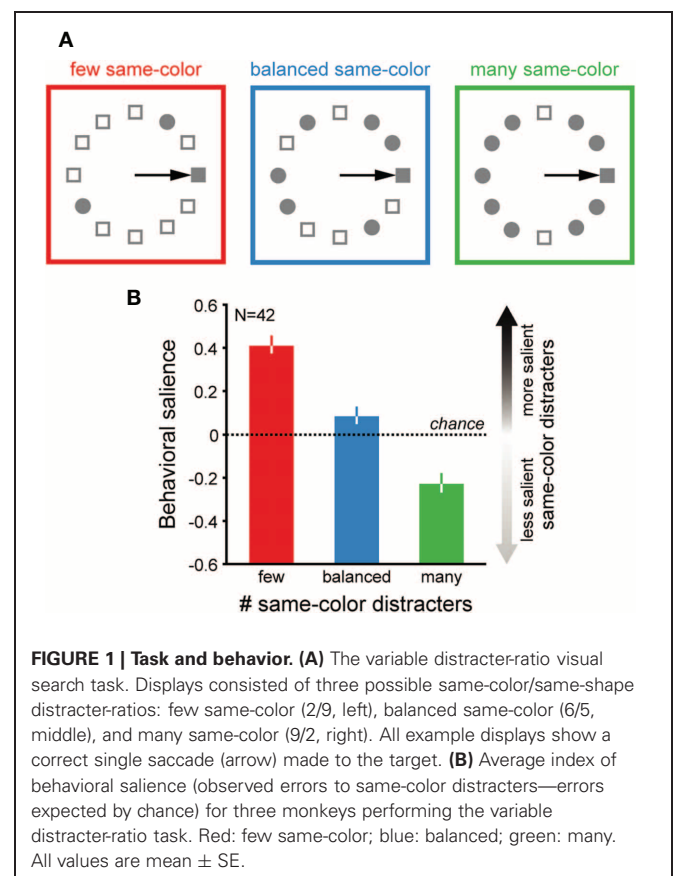 A
few same-color
balanced same-color
many same-color
B
0.6
0.4
0.2
0
-0.2
-0.4
-0.6
Behavioral salience
N=42
chance
few
balanced
many
# same-color distracters
more salient
less salient
same-color distracters
FIGURE 1 | Task and behavior. (A) The variable distracter-ratio visual
search task. Displays consisted of three possible same-color/same-shape
distracter-ratios: few same-color (2/9, left), balanced same-color (6/5,
middle), and many same-color (9/2, right). All example displays show a
correct single saccade (arrow) made to the target. (B) Average index of
behavioral salience (observed errors to same-color distracters—errors
expected by chance) for three monkeys performing the variable
distracter-ratio task. Red: few same-color; blue: balanced; green: many.
All values are mean ± SE.